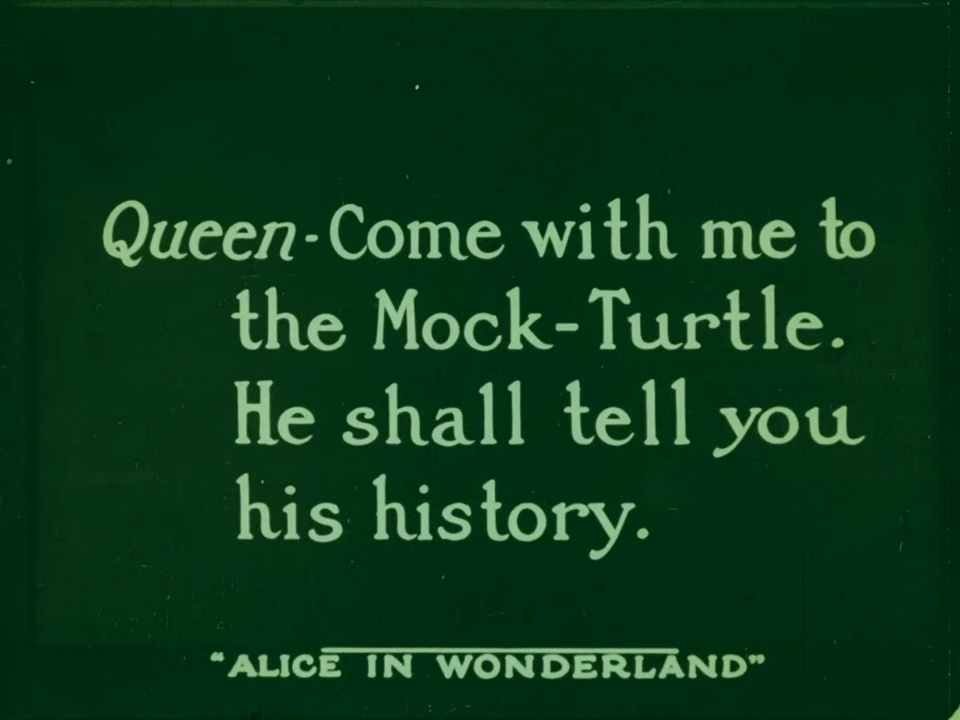 Queen-Come with me to
the Mock-Turtle.
He shall tell you
his history.
"ALICE IN WONDERLAND"